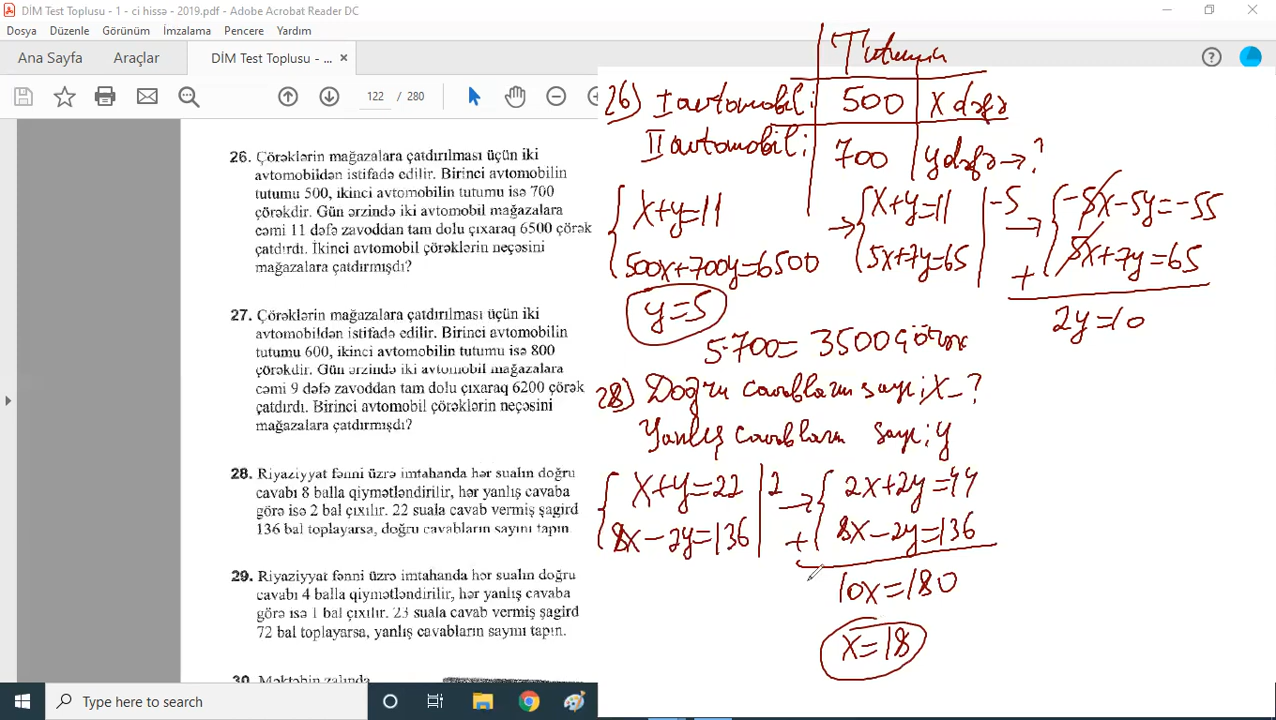 DİM Test Toplusu - 1 - ci hissə - 2019.pdf - Adobe Acrobat Reader DC
Dosya Düzenle Görünüm İmzalama Pencere Yardım
Ana Sayfa Araçlar DİM Test Toplusu - ... ×
122 / 280
26. Çörəklərin mağazalara çatdırılması üçün iki
avtomobildən istifadə edilir. Birinci avtomobilin
tutumu 500, ikinci avtomobilin tutumu isə 700
çörəkdir. Gün ərzində iki avtomobil mağazalara
cəmi 11 dəfə zavoddan tam dolu çıxaraq 6500 çörək
çatdırdı. İkinci avtomobil çörəklərin neçəsini
mağazalara çatdırmışdı?
27. Çörəklərin mağazalara çatdırılması üçün iki
avtomobildən istifadə edilir. Birinci avtomobilin
tutumu 600, ikinci avtomobilin tutumu isə 800
çörəkdir. Gün ərzində iki avtomobil mağazalara
cəmi 9 dəfə zavoddan tam dolu çıxaraq 6200 çörək
çatdırdı. Birinci avtomobil çörəklərin neçəsini
mağazalara çatdırmışdı?
28. Riyaziyyat fənni üzrə imtahanda hər sualın doğru
cavabı 8 balla qiymətləndirilir, hər yanlış cavaba
görə isə 2 bal çıxılır. 22 suala cavab vermiş şagird
136 bal toplayarsa, doğru cavabların sayını tapın.
29. Riyaziyyat fənni üzrə imtahanda hər sualın doğru
cavabı 4 balla qiymətləndirilir, hər yanlış cavaba
görə isə 1 bal çıxılır. 23 suala cavab vermiş şagird
72 bal toplayarsa, yanlış cavabların sayını tapın.
30. Məktəbin zalında
Tutumu
26) I avtomobil: 500 x dəfə
II avtomobil: 700 y dəfə → ?
{ x+y=11 → { x+y=11 | -5 → { -5x-5y=-55
500x+700y=6500 5x+7y=65 + 5x+7y=65
y=5 2y=10
5·700=3500 çörək
28) Doğru cavabların sayı: x-?
Yanlış cavabların sayı: y
{ x+y=22 | 2 → { 2x+2y=44
8x-2y=136 + 8x-2y=136
10x=180
x=18
Type here to search